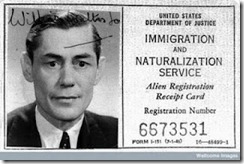 UNITED STATES
DEPARTMENT OF JUSTICE
IMMIGRATION
AND
NATURALIZATION
SERVICE
Alien Registration
Receipt Card
Registration Number
6673531
Wellcome Images